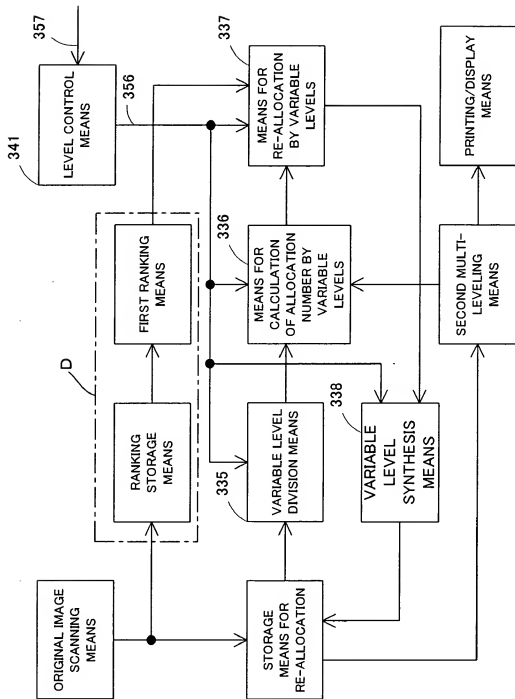 ORIGINAL IMAGE
SCANNING
MEANS
D
RANKING
STORAGE
MEANS
FIRST RANKING
MEANS
341
LEVEL CONTROL
MEANS
357
356
STORAGE
MEANS FOR
RE-ALLOCATION
335
VARIABLE LEVEL
DIVISION MEANS
336
MEANS FOR
CALCULATION
OF ALLOCATION
NUMBER BY
VARIABLE
LEVELS
337
MEANS FOR
RE-ALLOCATION
BY VARIABLE
LEVELS
338
VARIABLE
LEVEL
SYNTHESIS
MEANS
SECOND MULTI-
LEVELING
MEANS
PRINTING/DISPLAY
MEANS